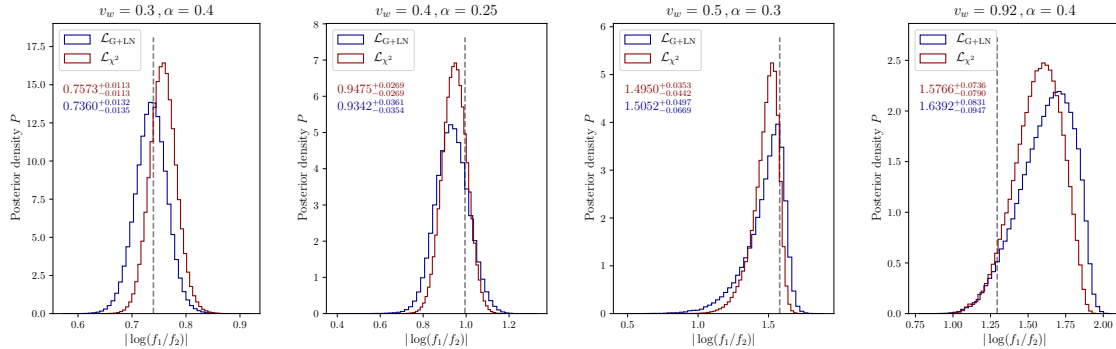 v_w = 0.3 , α = 0.4
Posterior density P
17.5
15.0
12.5
10.0
7.5
5.0
2.5
0.0
ℒ_G+LN
ℒ_χ²
0.7573^{+0.0113}_{−0.0113}
0.7360^{+0.0132}_{−0.0135}
0.6 0.7 0.8 0.9
| log(f₁/f₂)|
v_w = 0.4 , α = 0.25
Posterior density P
8
7
6
5
4
3
2
1
0
ℒ_G+LN
ℒ_χ²
0.9475^{+0.0269}_{−0.0269}
0.9342^{+0.0361}_{−0.0354}
0.4 0.6 0.8 1.0 1.2
| log(f₁/f₂)|
v_w = 0.5 , α = 0.3
Posterior density P
6
5
4
3
2
1
0
ℒ_G+LN
ℒ_χ²
1.4950^{+0.0353}_{−0.0442}
1.5052^{+0.0497}_{−0.0669}
0.5 1.0 1.5
| log(f₁/f₂)|
v_w = 0.92 , α = 0.4
Posterior density P
2.5
2.0
1.5
1.0
0.5
0.0
ℒ_G+LN
ℒ_χ²
1.5766^{+0.0736}_{−0.0790}
1.6392^{+0.0831}_{−0.0947}
0.75 1.00 1.25 1.50 1.75 2.00
| log(f₁/f₂)|